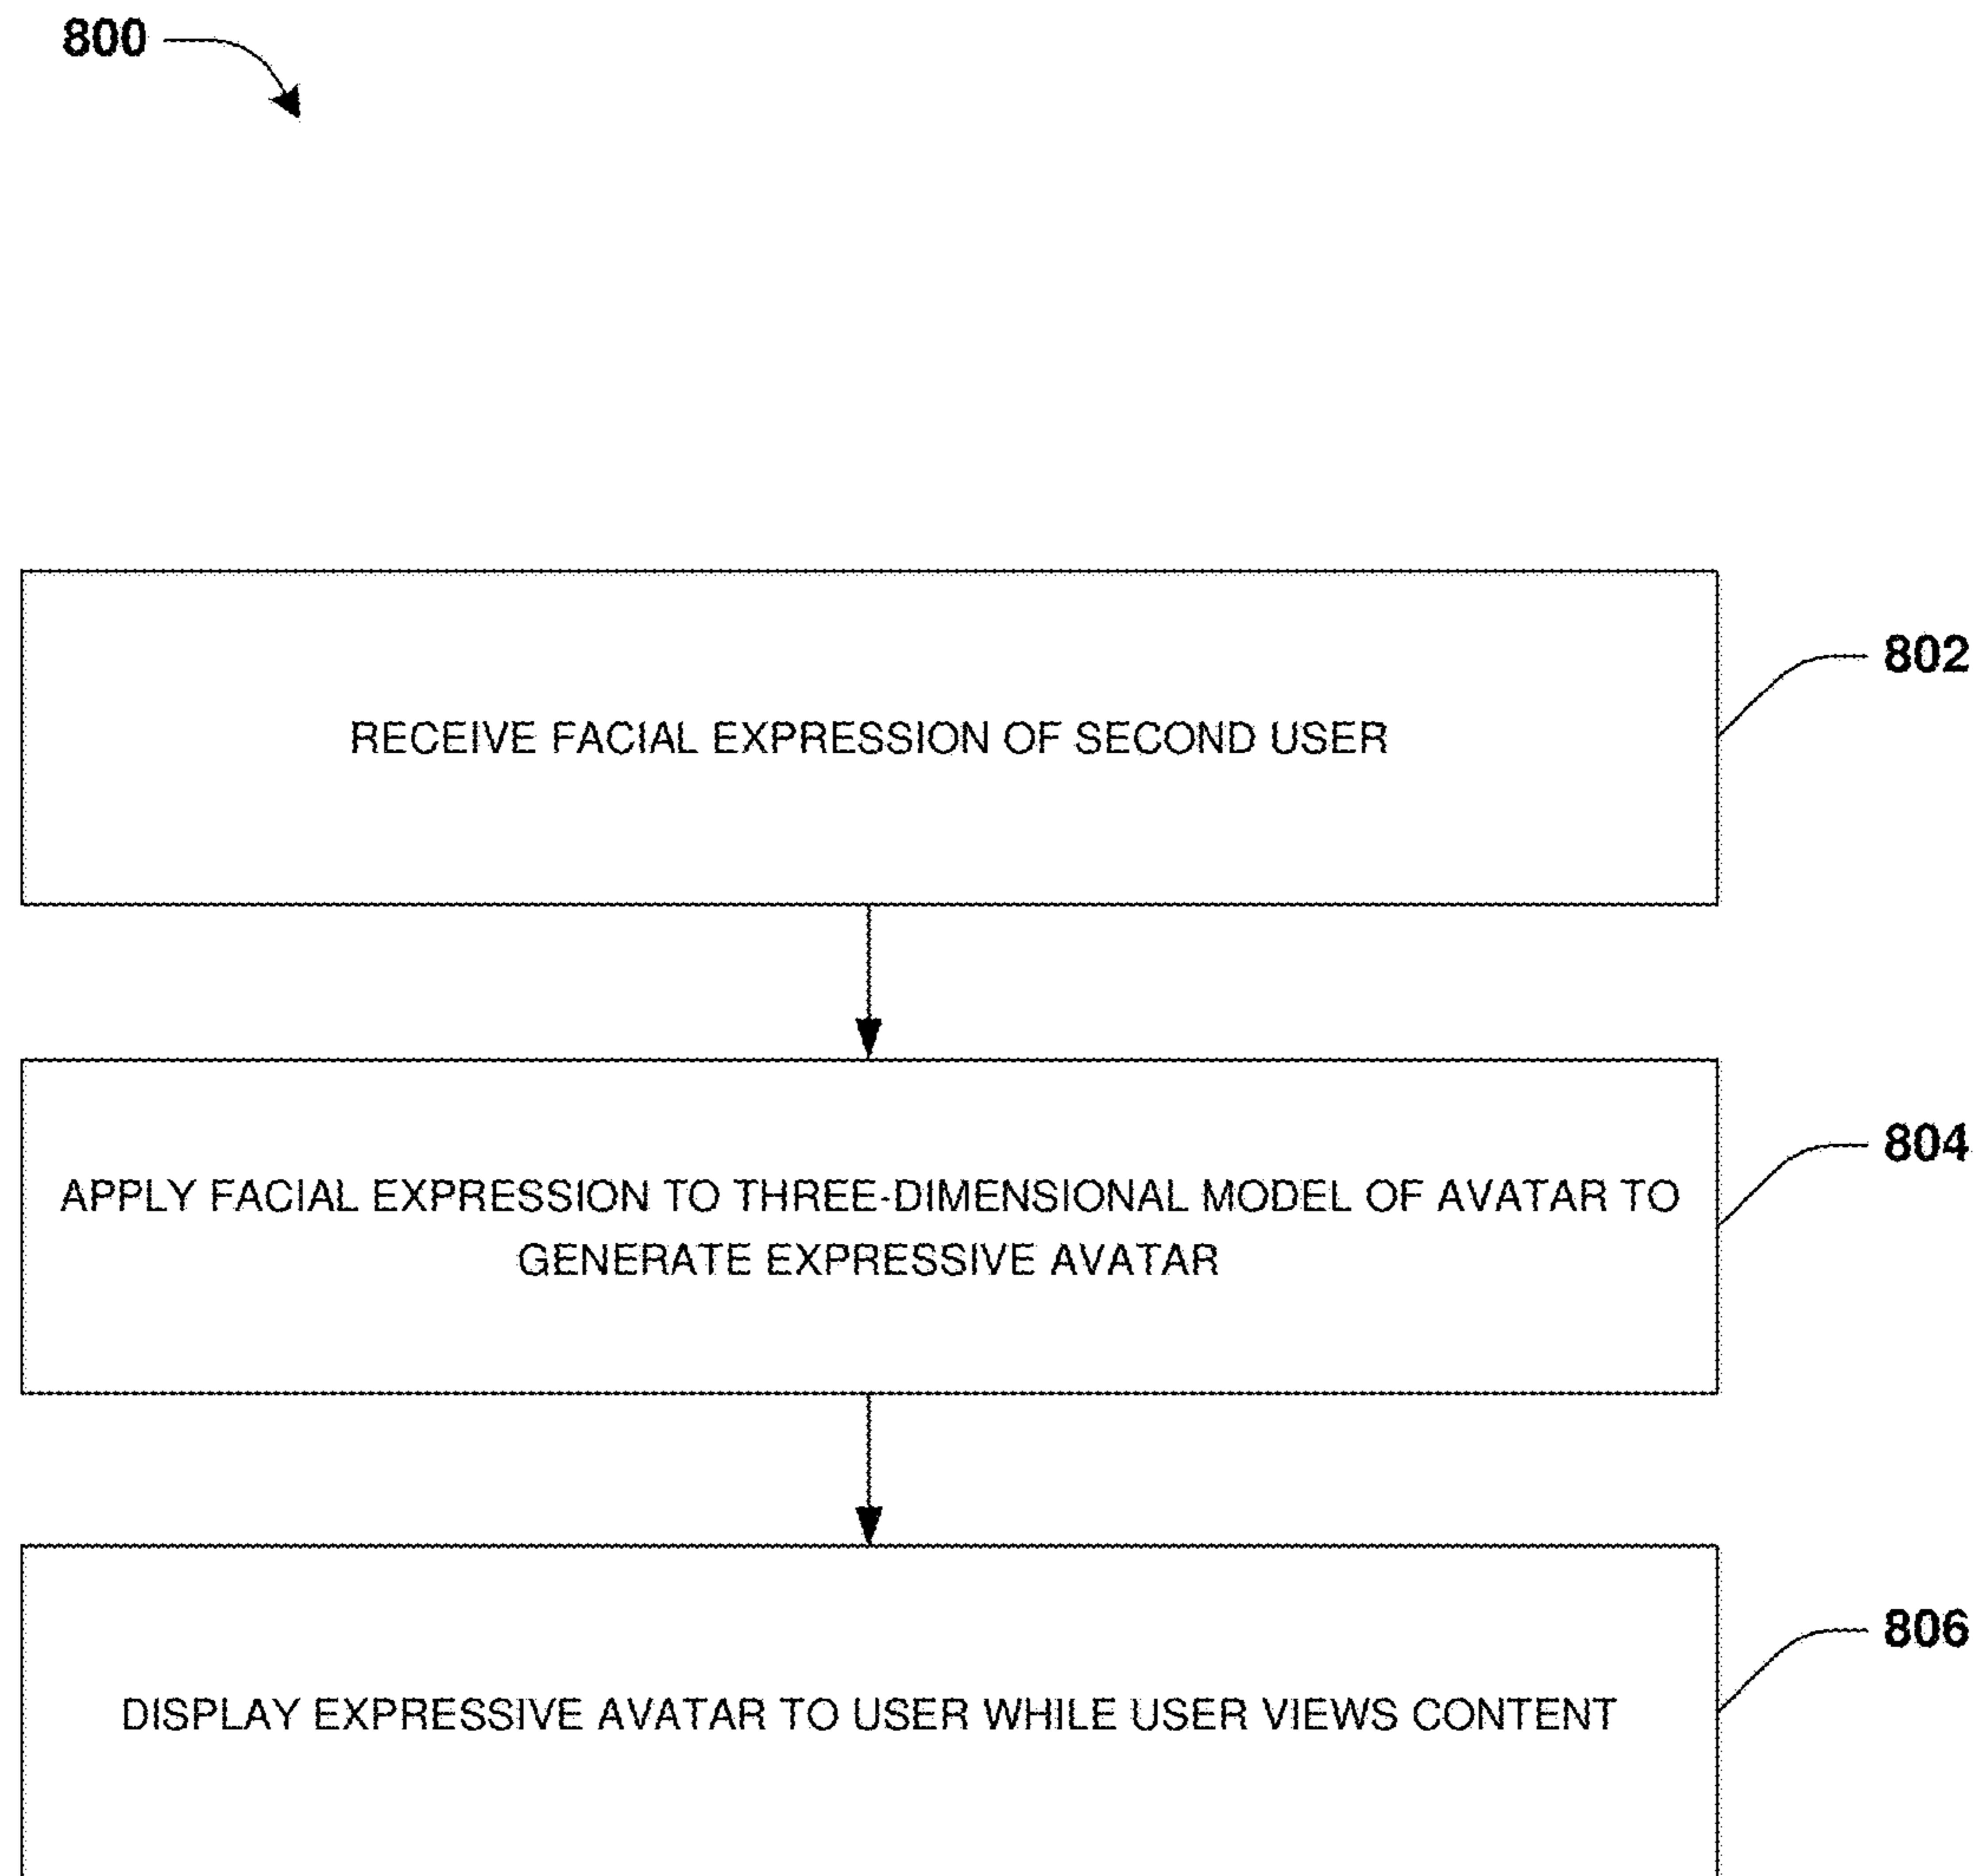 800
RECEIVE FACIAL EXPRESSION OF SECOND USER
802
APPLY FACIAL EXPRESSION TO THREE-DIMENSIONAL MODEL OF AVATAR TO
GENERATE EXPRESSIVE AVATAR
804
DISPLAY EXPRESSIVE AVATAR TO USER WHILE USER VIEWS CONTENT
806